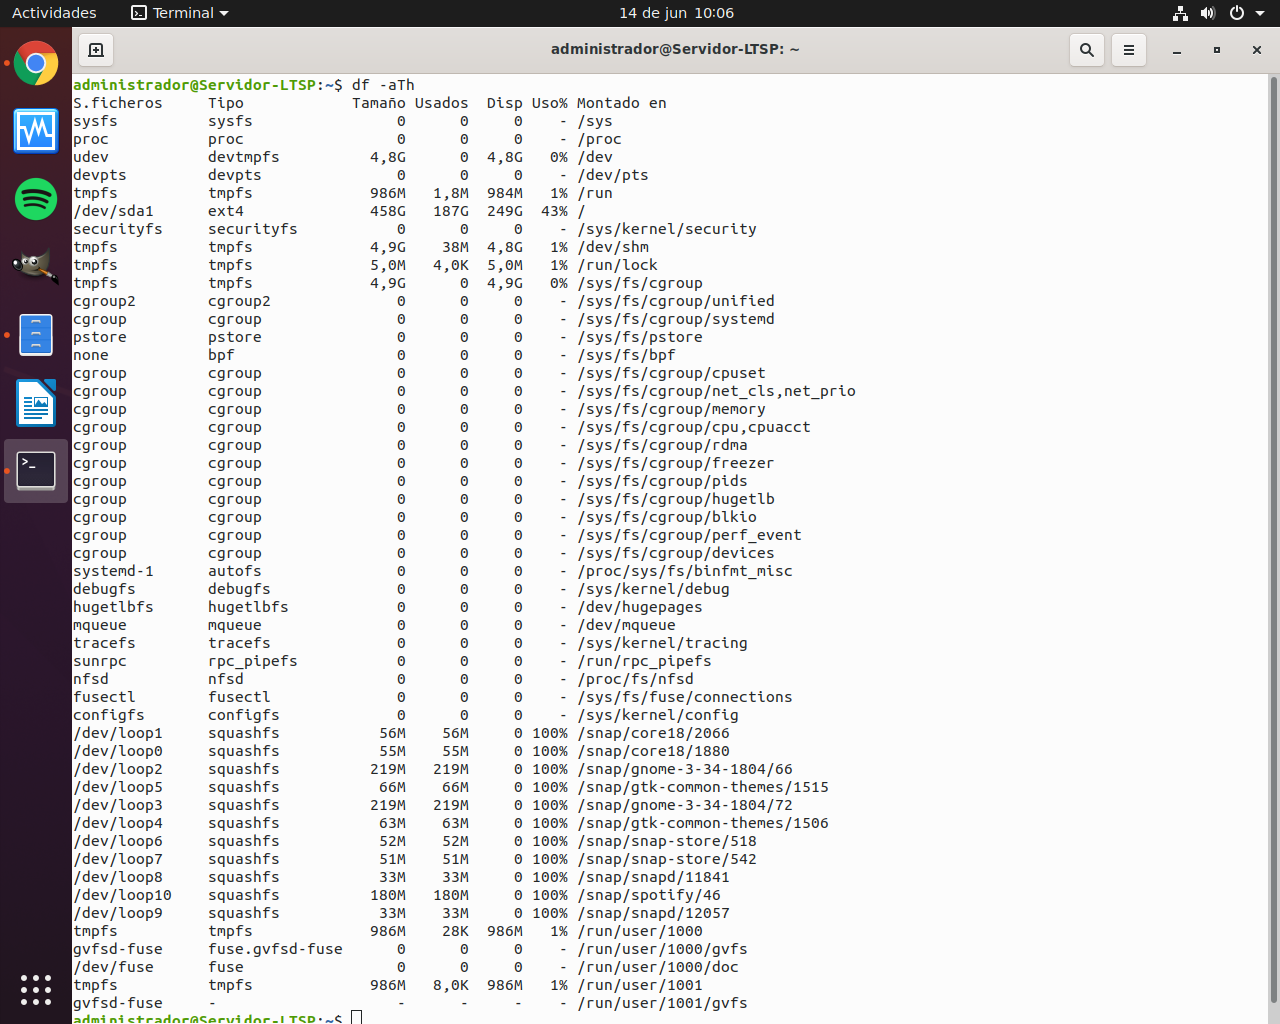 Actividades Terminal 14 de jun 10:06
administrador@Servidor-LTSP: ~
administrador@Servidor-LTSP:~$ df -aTh
S.ficheros Tipo Tamaño Usados Disp Uso% Montado en
sysfs sysfs 0 0 0 - /sys
proc proc 0 0 0 - /proc
udev devtmpfs 4,8G 0 4,8G 0% /dev
devpts devpts 0 0 0 - /dev/pts
tmpfs tmpfs 986M 1,8M 984M 1% /run
/dev/sda1 ext4 458G 187G 249G 43% /
securityfs securityfs 0 0 0 - /sys/kernel/security
tmpfs tmpfs 4,9G 38M 4,8G 1% /dev/shm
tmpfs tmpfs 5,0M 4,0K 5,0M 1% /run/lock
tmpfs tmpfs 4,9G 0 4,9G 0% /sys/fs/cgroup
cgroup2 cgroup2 0 0 0 - /sys/fs/cgroup/unified
cgroup cgroup 0 0 0 - /sys/fs/cgroup/systemd
pstore pstore 0 0 0 - /sys/fs/pstore
none bpf 0 0 0 - /sys/fs/bpf
cgroup cgroup 0 0 0 - /sys/fs/cgroup/cpuset
cgroup cgroup 0 0 0 - /sys/fs/cgroup/net_cls,net_prio
cgroup cgroup 0 0 0 - /sys/fs/cgroup/memory
cgroup cgroup 0 0 0 - /sys/fs/cgroup/cpu,cpuacct
cgroup cgroup 0 0 0 - /sys/fs/cgroup/rdma
cgroup cgroup 0 0 0 - /sys/fs/cgroup/freezer
cgroup cgroup 0 0 0 - /sys/fs/cgroup/pids
cgroup cgroup 0 0 0 - /sys/fs/cgroup/hugetlb
cgroup cgroup 0 0 0 - /sys/fs/cgroup/blkio
cgroup cgroup 0 0 0 - /sys/fs/cgroup/perf_event
cgroup cgroup 0 0 0 - /sys/fs/cgroup/devices
systemd-1 autofs 0 0 0 - /proc/sys/fs/binfmt_misc
debugfs debugfs 0 0 0 - /sys/kernel/debug
hugetlbfs hugetlbfs 0 0 0 - /dev/hugepages
mqueue mqueue 0 0 0 - /dev/mqueue
tracefs tracefs 0 0 0 - /sys/kernel/tracing
sunrpc rpc_pipefs 0 0 0 - /run/rpc_pipefs
nfsd nfsd 0 0 0 - /proc/fs/nfsd
fusectl fusectl 0 0 0 - /sys/fs/fuse/connections
configfs configfs 0 0 0 - /sys/kernel/config
/dev/loop1 squashfs 56M 56M 0 100% /snap/core18/2066
/dev/loop0 squashfs 55M 55M 0 100% /snap/core18/1880
/dev/loop2 squashfs 219M 219M 0 100% /snap/gnome-3-34-1804/66
/dev/loop5 squashfs 66M 66M 0 100% /snap/gtk-common-themes/1515
/dev/loop3 squashfs 219M 219M 0 100% /snap/gnome-3-34-1804/72
/dev/loop4 squashfs 63M 63M 0 100% /snap/gtk-common-themes/1506
/dev/loop6 squashfs 52M 52M 0 100% /snap/snap-store/518
/dev/loop7 squashfs 51M 51M 0 100% /snap/snap-store/542
/dev/loop8 squashfs 33M 33M 0 100% /snap/snapd/11841
/dev/loop10 squashfs 180M 180M 0 100% /snap/spotify/46
/dev/loop9 squashfs 33M 33M 0 100% /snap/snapd/12057
tmpfs tmpfs 986M 28K 986M 1% /run/user/1000
gvfsd-fuse fuse.gvfsd-fuse 0 0 0 - /run/user/1000/gvfs
/dev/fuse fuse 0 0 0 - /run/user/1000/doc
tmpfs tmpfs 986M 8,0K 986M 1% /run/user/1001
gvfsd-fuse - - - - - /run/user/1001/gvfs
administrador@Servidor-LTSP:~$